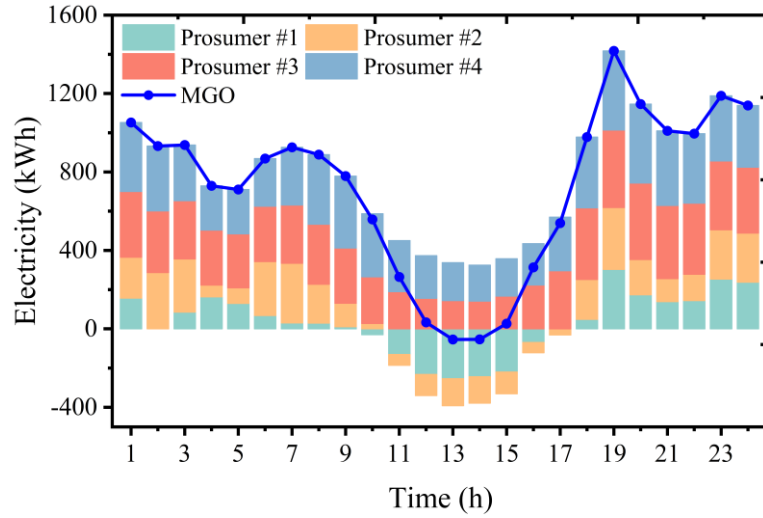 1600
1200
800
400
0
-400
Electricity (kWh)
Prosumer #1 Prosumer #2
Prosumer #3 Prosumer #4
MGO
1 3 5 7 9 11 13 15 17 19 21 23
Time (h)